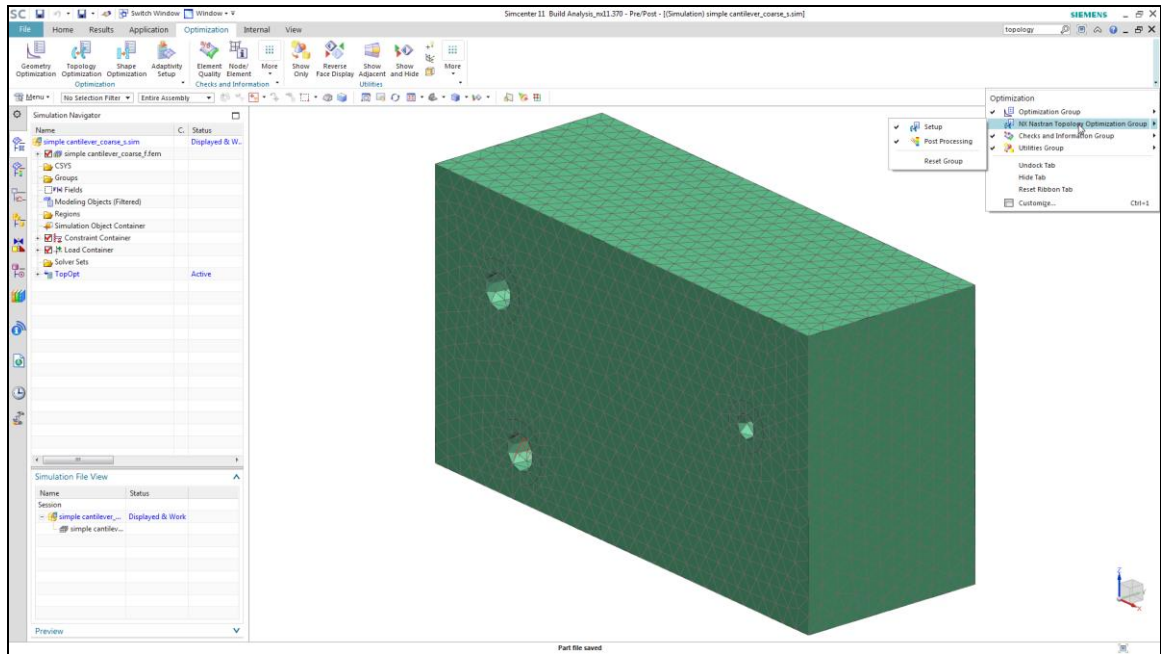 SC Switch Window Window Simcenter 11 Build Analysis_nx11.370 - Pre/Post - [(Simulation) simple cantilever_coarse_s.sim] SIEMENS
File Home Results Application Optimization Internal View topology
Geometry Optimization
Topology Optimization
Shape Optimization
Adaptivity Setup
Element Quality
Node/Element
More
Show Only
Reverse Face Display
Show Adjacent
Show and Hide
More
Optimization Checks and Information Utilities
Menu No Selection Filter Entire Assembly
Simulation Navigator
Name C. Status
simple cantilever_coarse_s.sim Displayed & W..
simple cantilever_coarse_f.fem
CSYS
Groups
Fields
Modeling Objects (Filtered)
Regions
Simulation Object Container
Constraint Container
Load Container
Solver Sets
TopOpt Active
Simulation File View
Name Status
Session
simple cantilever_... Displayed & Work
simple cantilev...
Preview
Optimization
Optimization Group
NX Nastran Topology Optimization Group
Checks and Information Group
Utilities Group
Undock Tab
Hide Tab
Reset Ribbon Tab
Customize... Ctrl+1
Setup
Post Processing
Reset Group
Z
X
Part file saved